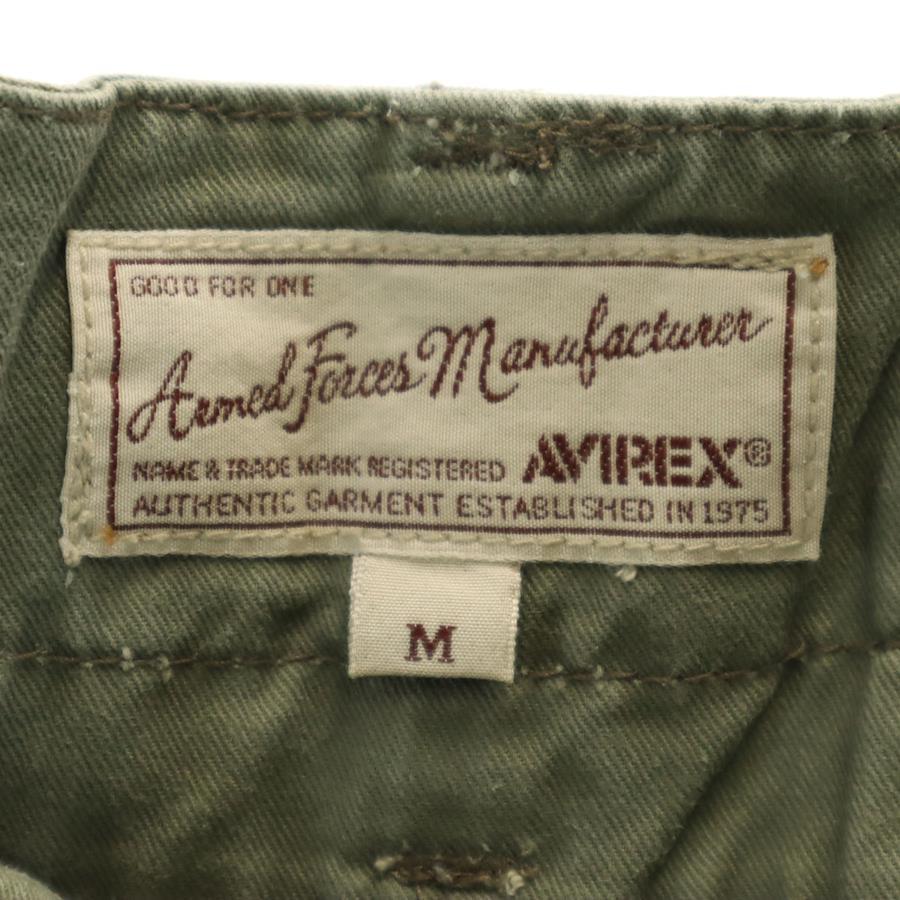 GOOD FOR ONE
Armed Forces Manufacturer
NAME & TRADE MARK REGISTERED AVIREX®
AUTHENTIC GARMENT ESTABLISHED IN 1975
M